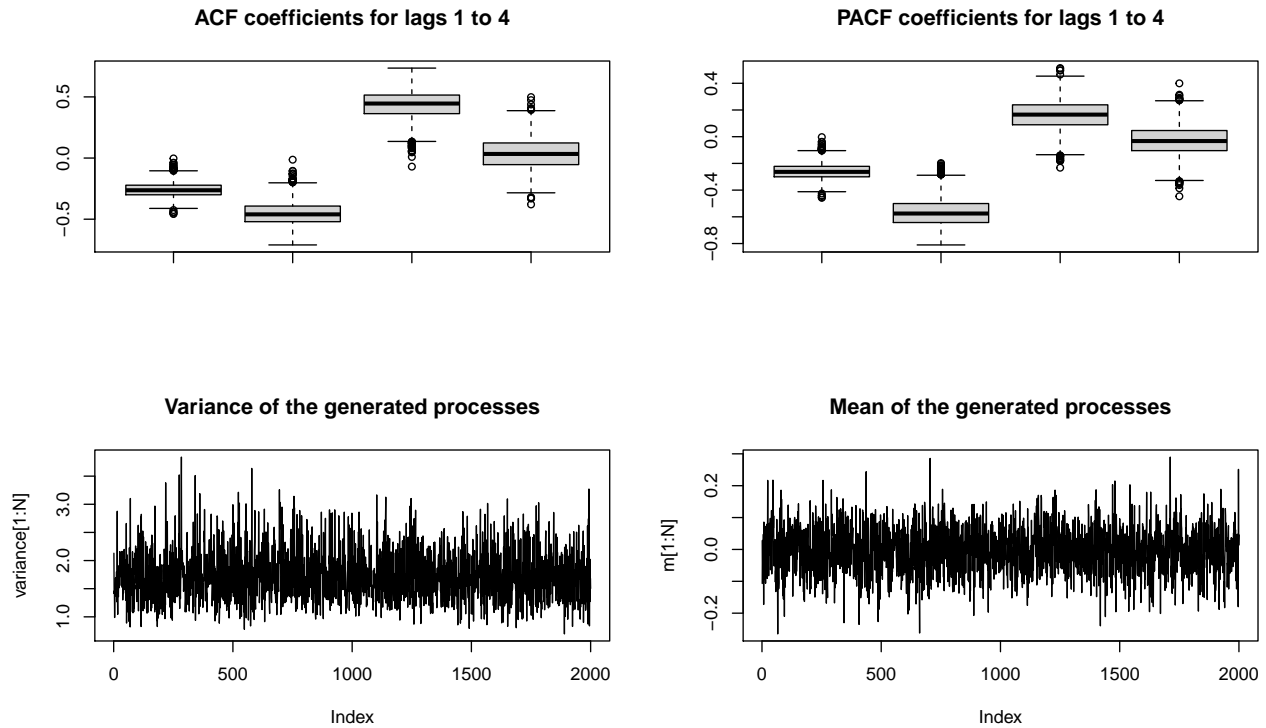 ACF coefficients for lags 1 to 4
0.5
0.0
−0.5
PACF coefficients for lags 1 to 4
0.4
0.0
−0.4
−0.8
Variance of the generated processes
variance[1:N]
3.0
2.0
1.0
0 500 1000 1500 2000
Index
Mean of the generated processes
m[1:N]
0.2
0.0
−0.2
0 500 1000 1500 2000
Index